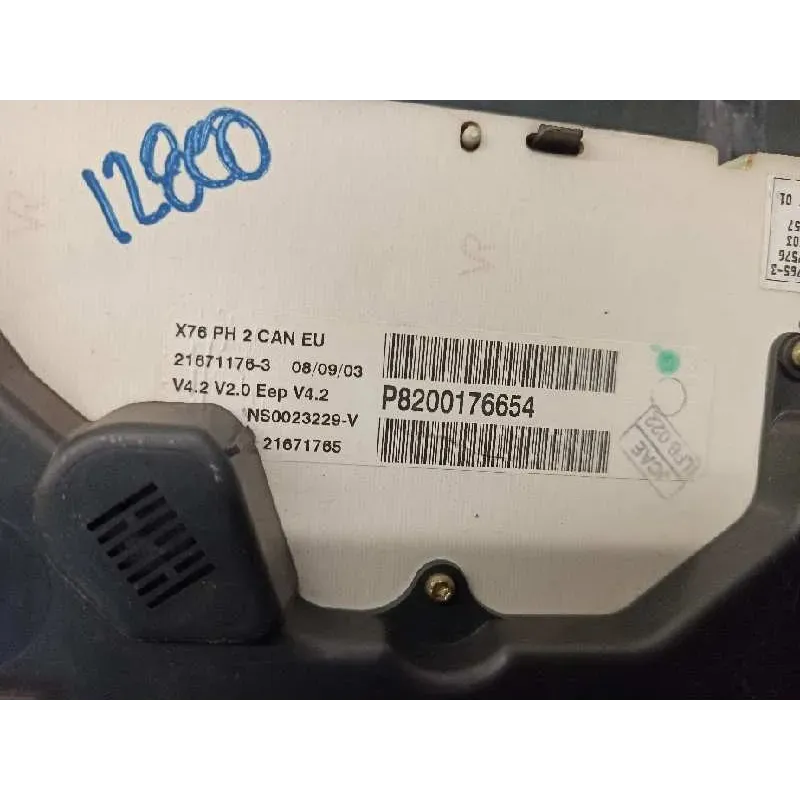 12800
X76 PH 2 CAN EU
21671176-3 08/09/03
V4.2 V2.0 Eep V4.2
NS0023229-V
21671765
P8200176654